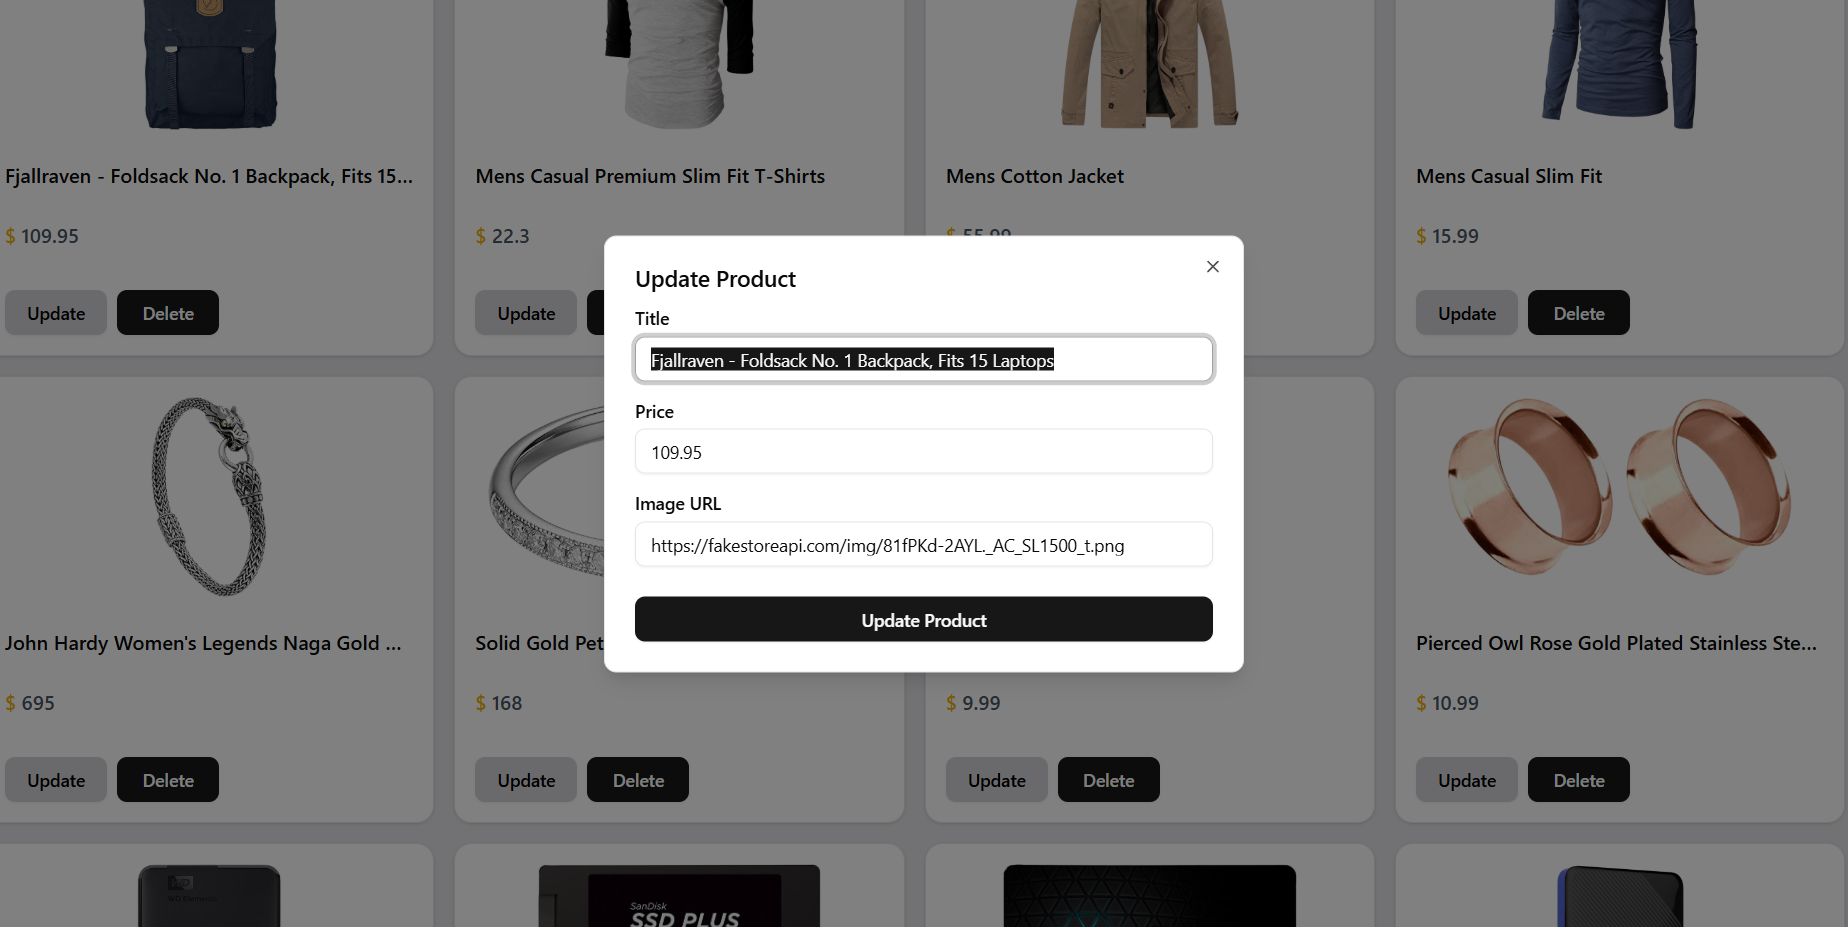 Fjallraven - Foldsack No. 1 Backpack, Fits 15...
$ 109.95
Update
Delete
Mens Casual Premium Slim Fit T-Shirts
$ 22.3
Update
Mens Cotton Jacket
$ 55.99
Mens Casual Slim Fit
$ 15.99
Update
Delete
Update Product
Title
Fjallraven - Foldsack No. 1 Backpack, Fits 15 Laptops
Price
109.95
Image URL
https://fakestoreapi.com/img/81fPKd-2AYL._AC_SL1500_t.png
Update Product
John Hardy Women's Legends Naga Gold ...
$ 695
Update
Delete
Solid Gold Pet
$ 168
Update
Delete
$ 9.99
Update
Delete
Pierced Owl Rose Gold Plated Stainless Ste...
$ 10.99
Update
Delete
WD Elements
SanDisk
SSD PLUS